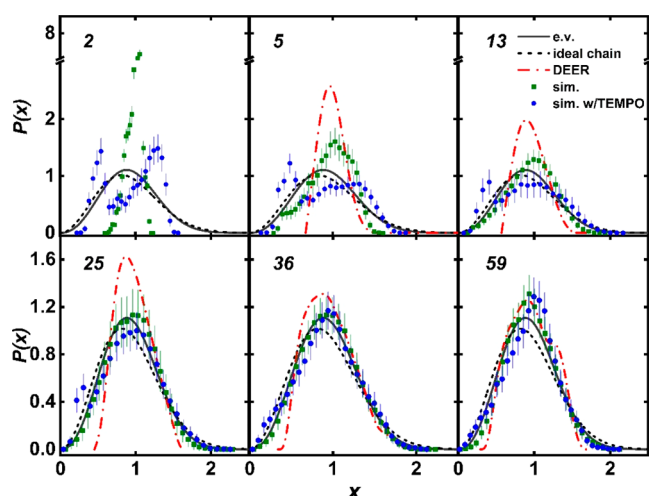 8
2
5
13
e.v.
ideal chain
DEER
sim.
sim. w/TEMPO
P(x)
2
1
0
25
36
59
1.6
1.2
0.8
0.4
0.0
P(x)
0 1 2 0 1 2 0 1 2
x